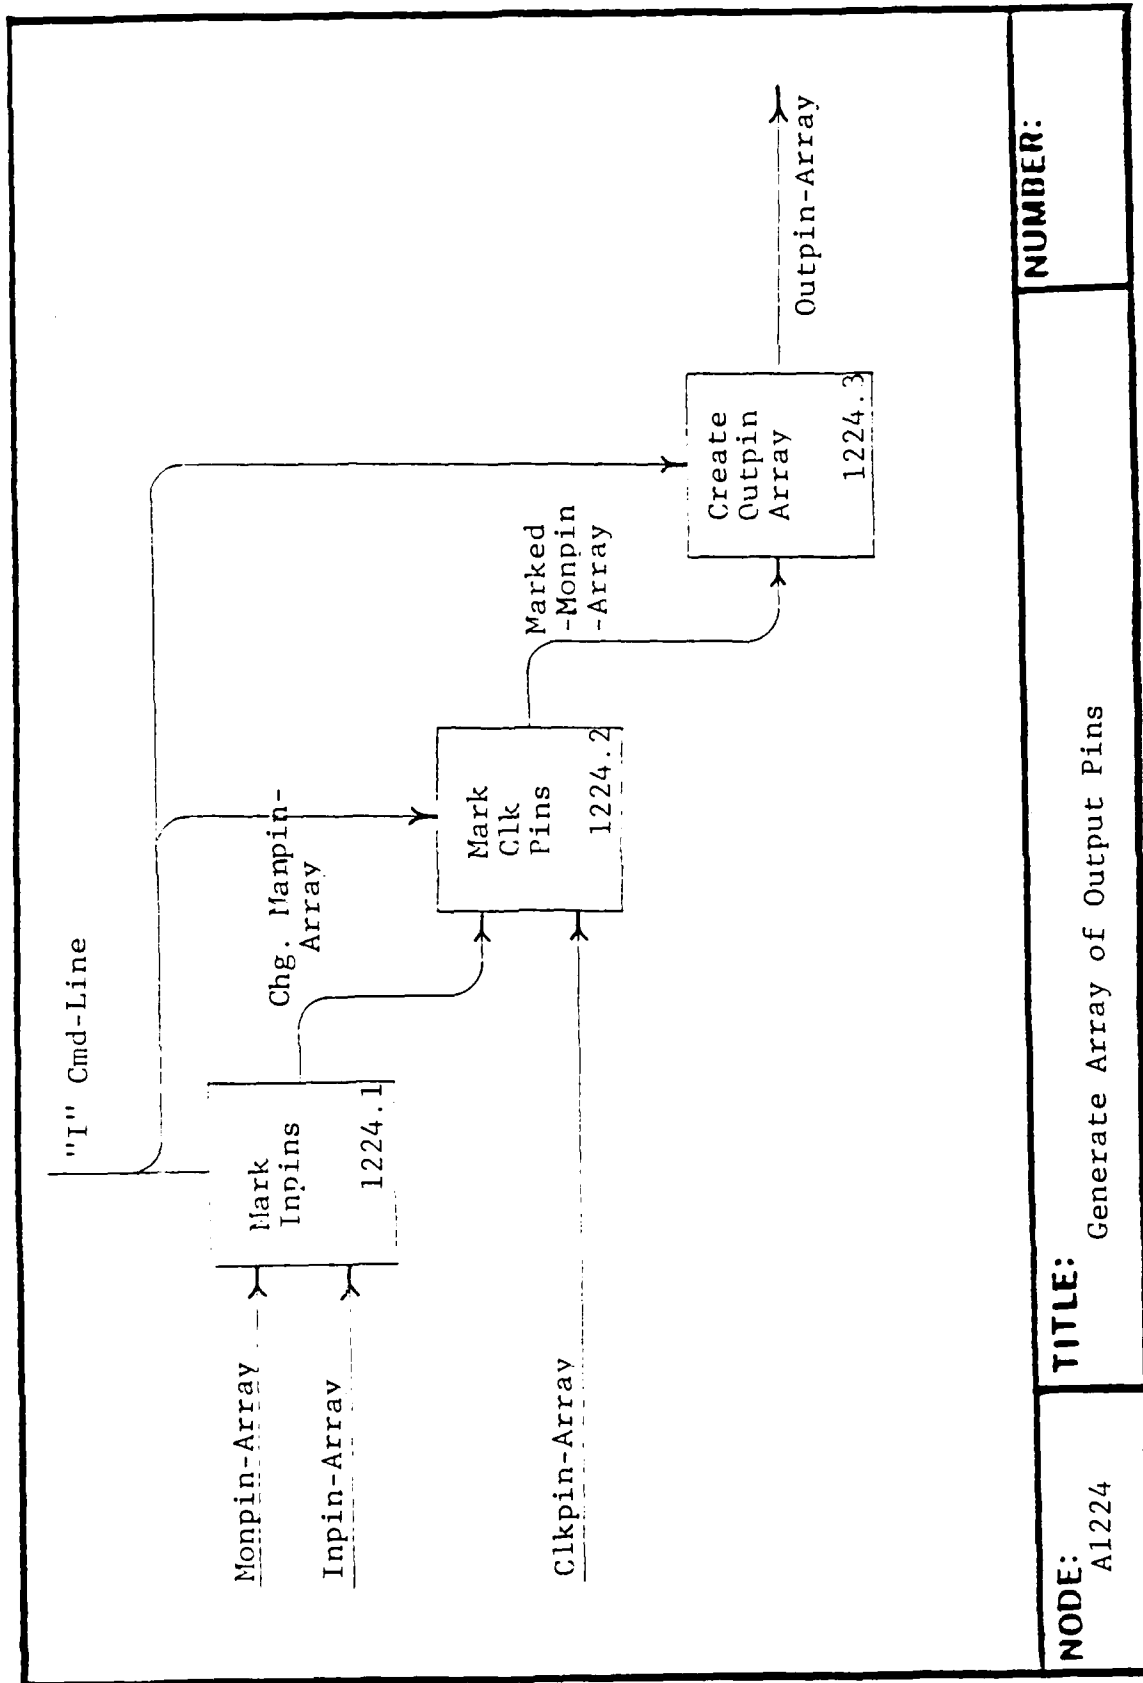 "I" Cmd-Line
Monpin-Array
Inpin-Array
Mark
Inpins
1224.1
Chg. Manpin-
Array
Clkpin-Array
Mark
Clk
Pins
1224.2
Marked
-Monpin
-Array
Create
Outpin
Array
1224.3
Outpin-Array
NODE:
A1224
TITLE:
Generate Array of Output Pins
NUMBER: